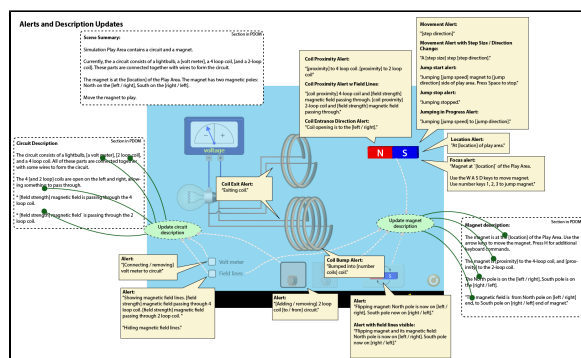 Alerts and Description Updates
Section in PDOM
Scene Summary:
Simulation Play Area contains a circuit and a magnet.
Currently, the a circuit consists of a lightbulb, a [volt meter], a 4 loop coil, [and a 2-loop
coil]. These parts are connected together with wires to form the circuit.
The magnet is at the [location] of the Play Area. The magnet has two magnetic poles:
North on the [left / right], South on the [left / right].
Move the magnet to play.
Coil Proximity Alert:
"[proximity] to 4 loop coil. [proximity] to 2 loop
coil"
Coil Proximity Alert w Field Lines:
"[coil proximity] 4-loop coil and [field strength]
magnetic field passing through. [coil proximity]
2-loop coil and [field strength] magnetic field
passing through."
Coil Entrance Direction Alert:
"Coil opening is to the [left / right]."
Movement Alert:
"[step direction]"
Movement Alert with Step Size / Direction
Change:
"A [step size] step [step direction]."
Jump start alert:
"Jumping [jump speed] magnet to [jump
direction] side of play area. Press Space to stop"
Jump stop alert:
"Jumping stopped"
Jumping in Progress Alert:
"Jumping [jump speed] to [jump direction]"
N S
Location Alert:
"At [location] of play area."
Focus alert:
"Magnet at `[location]` of the Play Area.
Use the W A S D keys to move magnet.
Use number keys 1, 2, 3 to jump magnet"
voltage
Section in PDOM
Circuit Description
The circuit consists of a lightbulb, a [volt meter], [2 loop coil],
and a 4 loop coil. All of these parts are connected together
with some wires to form the circuit.
The 4 [and 2 loop] coils are open on the left and right, allow-
ing something to pass through.
* [field strength] magnetic field is passing through the 4
loop coil.
* [field strength] magnetic field is passing through the 2
loop coil.
Coil Exit Alert:
"Exiting coil"
Update circuit
description
Update magnet
description
Section in PDOM
Magnet description:
The magnet is at the [location] of the Play Area. Use the
arrow keys to move the magnet. Press H for additional
keyboard commands.
The magnet is [proximity] to the 4-loop coil, and [prox-
imity] to the 2-loop coil.
The North pole is on the [left / right], South pole is on
the [right / left].
The magnetic field is from North pole on [left / right]
end, to South pole on [left / right] end of magnet.
Alert:
"[Connecting / removing]
volt meter to circuit"
Volt meter
Field lines
Coil Bump Alert:
"Bumped into [number
coils] coil"
Alert:
"Showing magnetic field lines. [field
strength] magnetic field passing through 4
loop coil. [field strength] magnetic field
passing through 2 loop coil."
"Hiding magnetic field lines."
Alert:
"[Adding / removing] 2 loop coil
[to / from] circuit."
Alert:
"Flipping magnet: North Pole is now on [left /
right]. South pole now on [right / left]."
Alert with field lines visible:
"Flipping magnet and its magnetic field:
North Pole is now on [left / right], South pole
now on [right / left]."